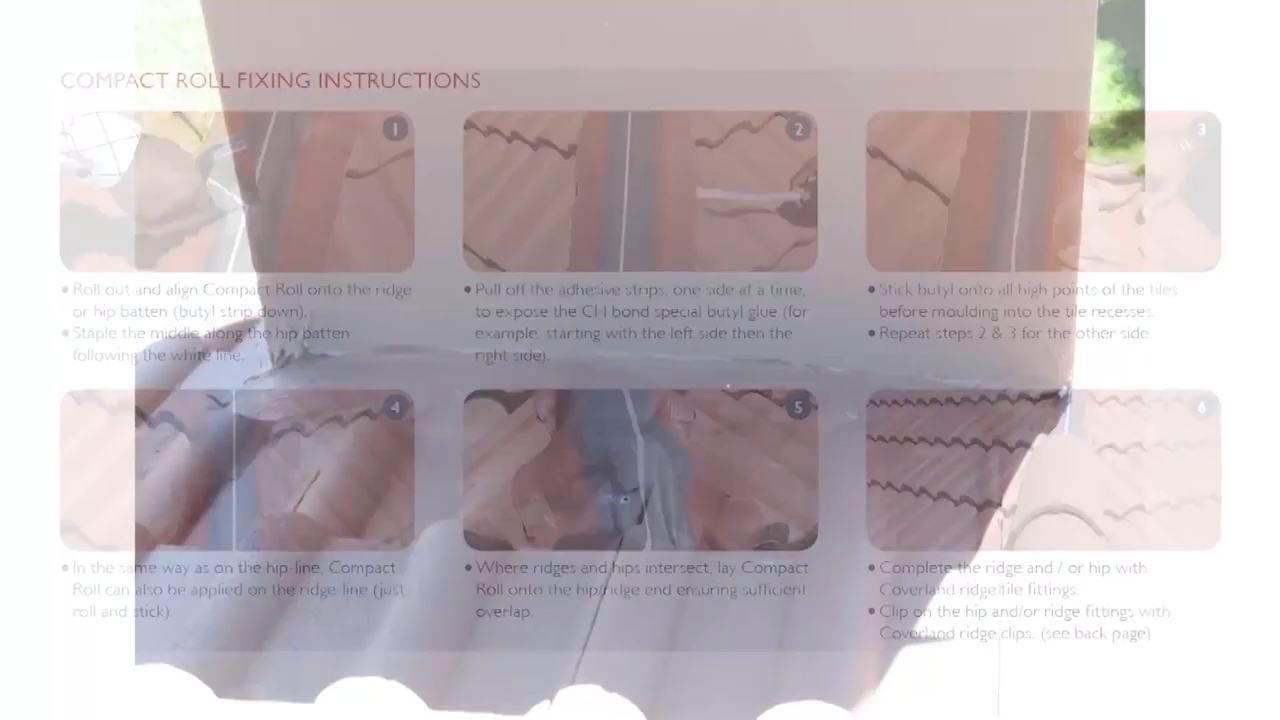 COMPACT ROLL FIXING INSTRUCTIONS
1
2
3
• Roll out and align Compact Roll onto the ridge
or hip batten (butyl strip down).
• Staple the middle along the hip batten
following the white line.
• Pull off the adhesive strips, one side at a time,
to expose the CH bond special butyl glue (for
example, starting with the left side then the
right side).
• Stick butyl onto all high points of the tiles
before moulding into the tile recesses.
• Repeat steps 2 & 3 for the other side.
4
5
6
• In the same way as on the hip-line, Compact
Roll can also be applied on the ridge line (just
roll and stick).
• Where ridges and hips intersect, lay Compact
Roll onto the hip/ridge end ensuring sufficient
overlap.
• Complete the ridge and / or hip with
Coverland ridge tile fittings.
• Clip on the hip and/or ridge fittings with
Coverland ridge clips. (see back page)